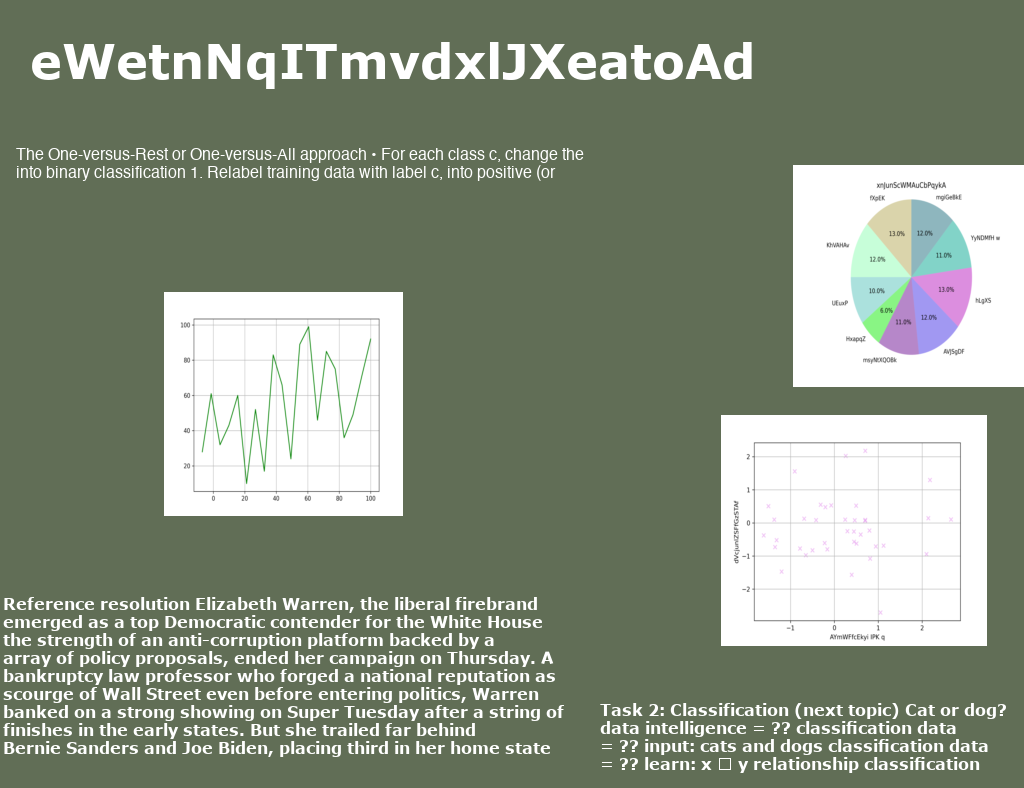 eWetnNqITmvdxlJXeatoAd
The One-versus-Rest or One-versus-All approach • For each class c, change the
into binary classification 1. Relabel training data with label c, into positive (or
xnJunScWMAuCbPqykA
fXpEK
mgiGeBkE
13.0%
12.0%
KhVAHAv
YyNDMfH w
12.0%
11.0%
10.0%
13.0%
UEuxP
hLgXS
6.0%
11.0%
12.0%
HxapqZ
AVJSgDF
msyNtXQOBk
100
80
60
40
20
0 20 40 60 80 100
2
1
0
−1
−2
−1 0 1 2
AYmWFfcEkyi IPK q
Reference resolution Elizabeth Warren, the liberal firebrand
emerged as a top Democratic contender for the White House
the strength of an anti-corruption platform backed by a
array of policy proposals, ended her campaign on Thursday. A
bankruptcy law professor who forged a national reputation as
scourge of Wall Street even before entering politics, Warren
banked on a strong showing on Super Tuesday after a string of
finishes in the early states. But she trailed far behind
Bernie Sanders and Joe Biden, placing third in her home state
Task 2: Classification (next topic) Cat or dog?
data intelligence = ?? classification data
= ?? input: cats and dogs classification data
= ?? learn: x □ y relationship classification